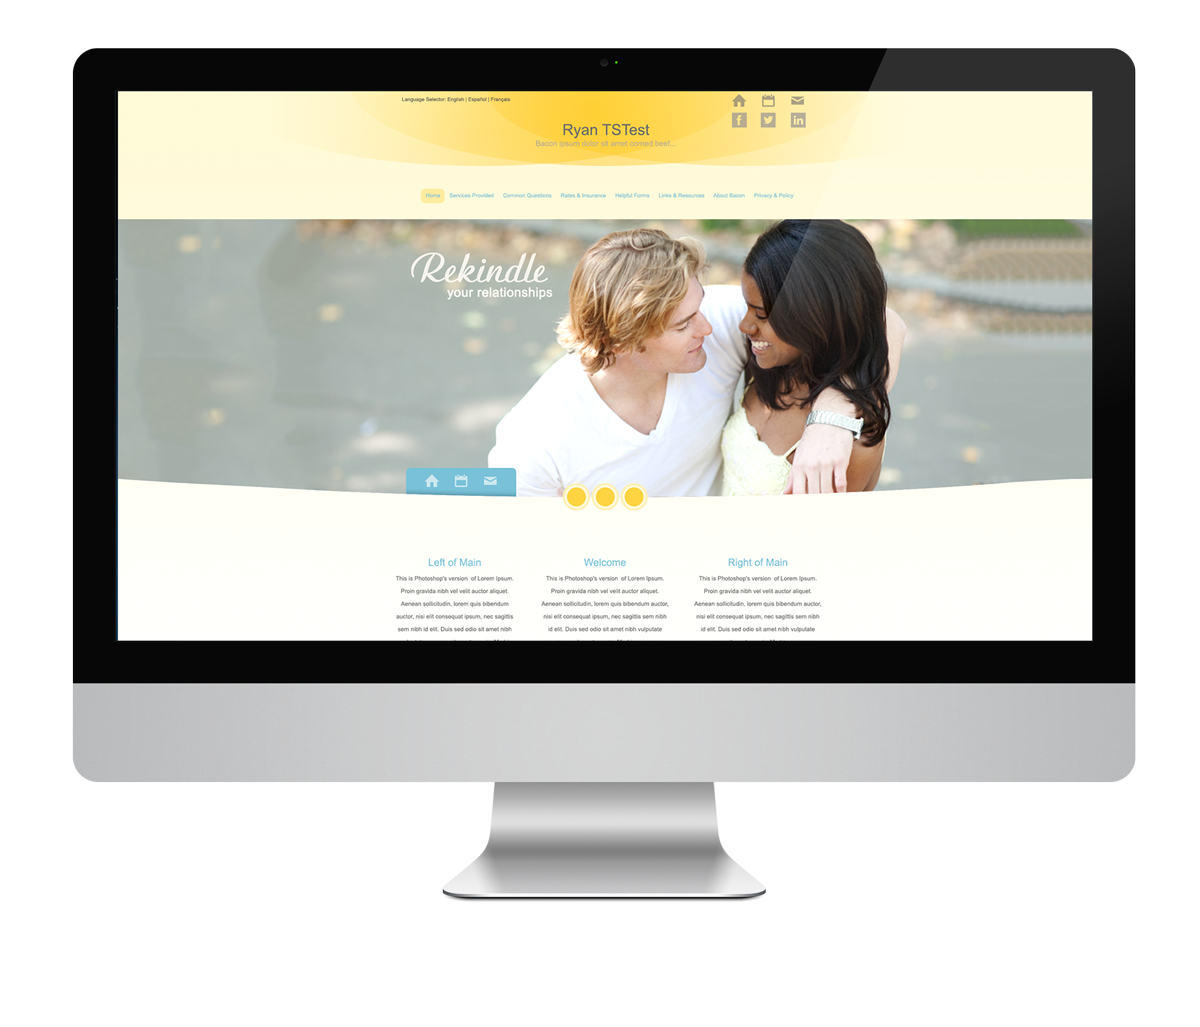 Language Selector: English | Español | Français
Ryan TSTest
Bacon ipsum dolor sit amet corned beef...
Home Services Provided Common Questions Rates & Insurance Helpful Forms Links & Resources About Bacon Privacy & Policy
Rekindle
your relationships
Left of Main
This is Photoshop's version of Lorem Ipsum.
Proin gravida nibh vel velit auctor aliquet.
Aenean sollicitudin, lorem quis bibendum
auctor, nisi elit consequat ipsum, nec sagittis
sem nibh id elit. Duis sed odio sit amet nibh
Welcome
This is Photoshop's version of Lorem Ipsum.
Proin gravida nibh vel velit auctor aliquet.
Aenean sollicitudin, lorem quis bibendum auctor,
nisi elit consequat ipsum, nec sagittis sem nibh
id elit. Duis sed odio sit amet nibh vulputate
Right of Main
This is Photoshop's version of Lorem Ipsum.
Proin gravida nibh vel velit auctor aliquet.
Aenean sollicitudin, lorem quis bibendum auctor,
nisi elit consequat ipsum, nec sagittis sem nibh
id elit. Duis sed odio sit amet nibh vulputate